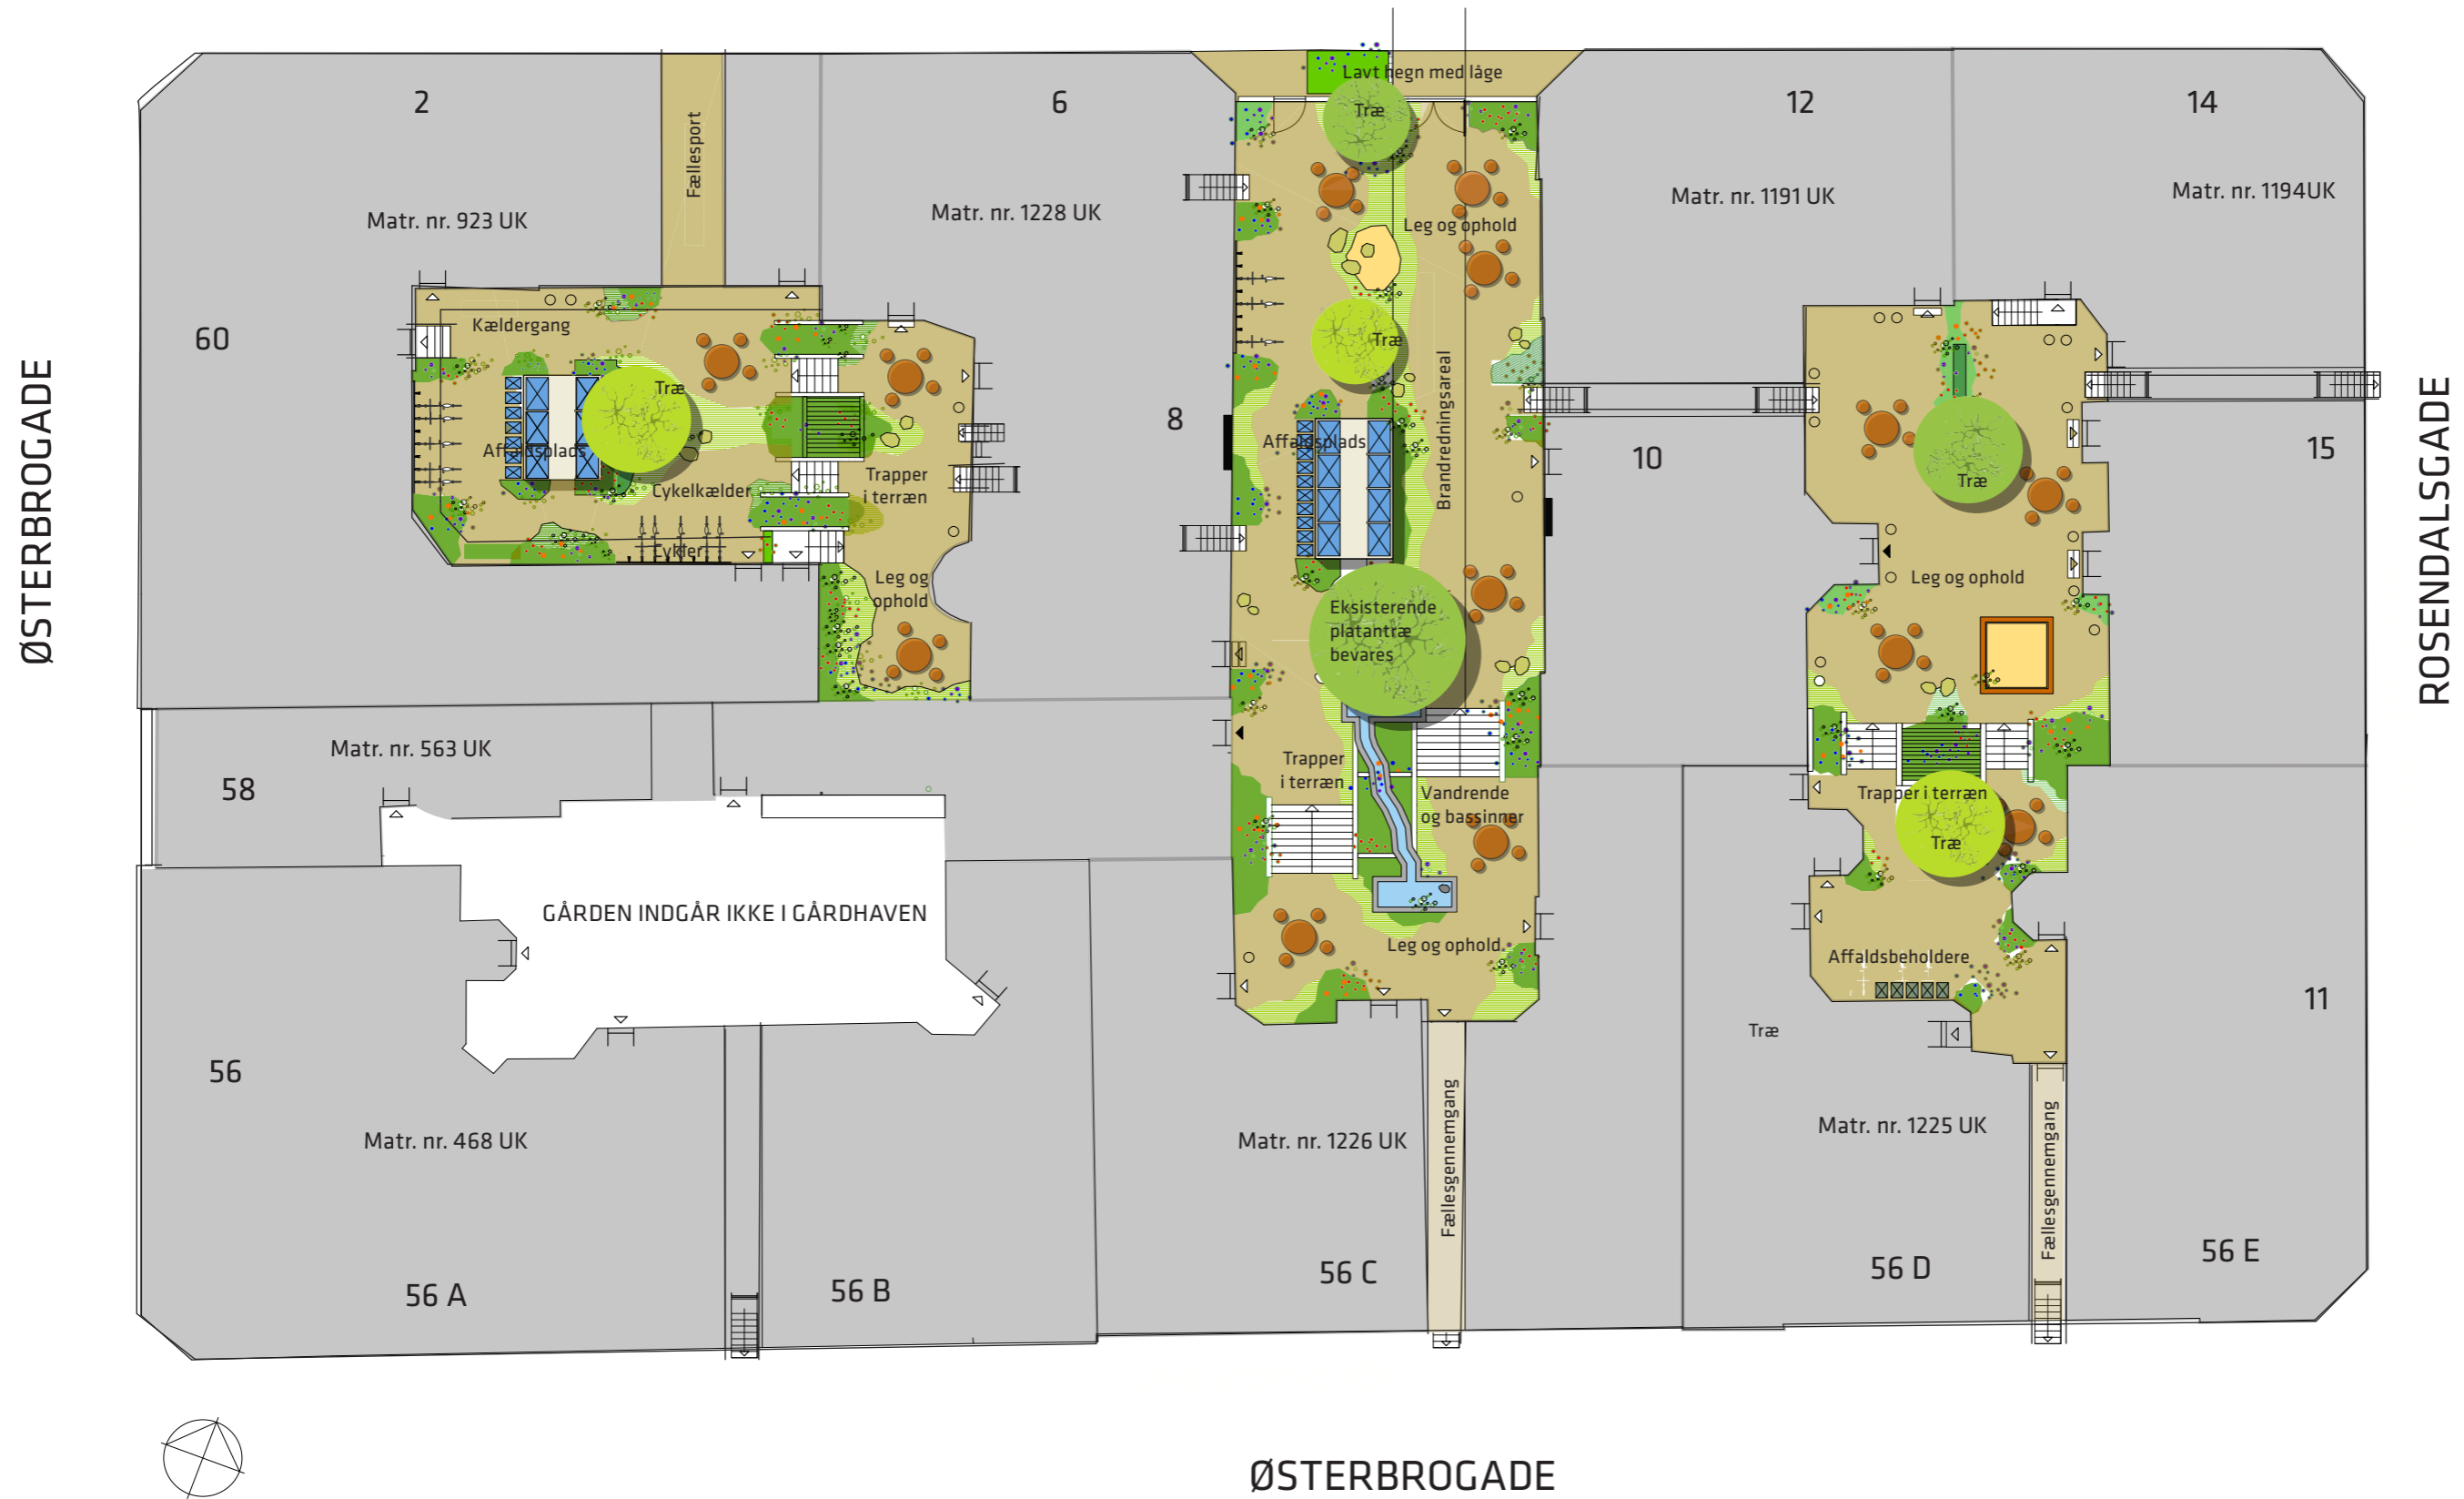 Lavt hegn med låge
2
6
12
14
Træ
Fællesport
Matr. nr. 923 UK
Matr. nr. 1228 UK
Matr. nr. 1191 UK
Matr. nr. 1194UK
Leg og ophold
Kældergang
60
Træ
Træ
8
Affaldsplads
Affaldsplads
Brandredningsareal
10
15
Træ
Cykelkælder
Trapper
i terræn
Cykler
ØSTERBROGADE
ROSENDALSGADE
Leg og
ophold
Leg og ophold
Eksisterende
platantræ
bevares
Matr. nr. 563 UK
58
Trapper
i terræn
Vandrende
og bassinner
Trapper i terræn
Træ
GÅRDEN INDGÅR IKKE I GÅRDHAVEN
Leg og ophold
Affaldsbeholdere
11
Træ
56
Matr. nr. 468 UK
Matr. nr. 1226 UK
Fællesgennemgang
Matr. nr. 1225 UK
Fællesgennemgang
56 A
56 B
56 C
56 D
56 E
ØSTERBROGADE